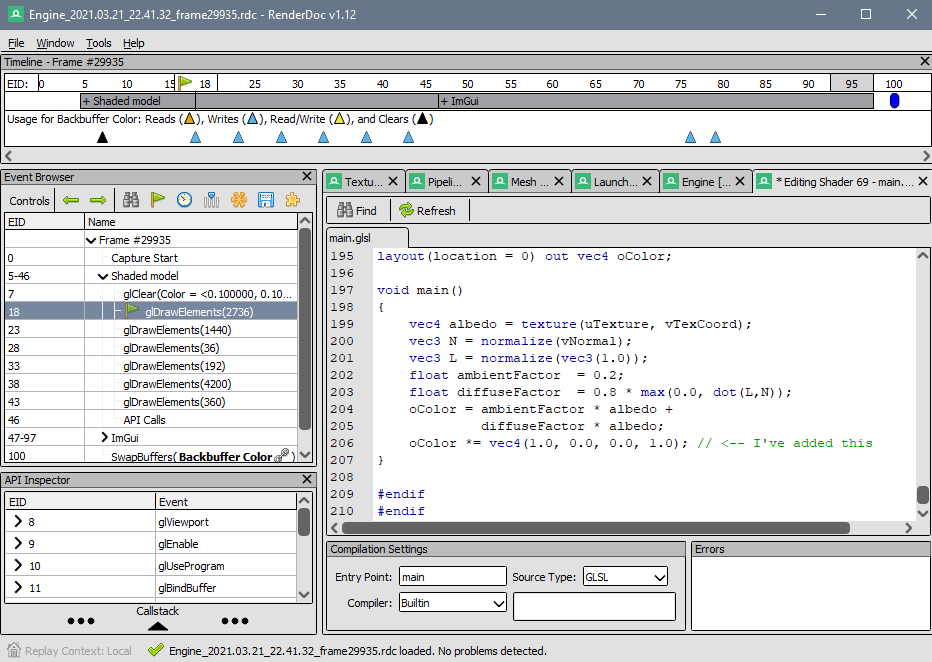 Engine_2021.03.21_22.41.32_frame29935.rdc - RenderDoc v1.12
File Window Tools Help
Timeline - Frame #29935
EID: 0 5 10 15 18 25 30 35 40 45 50 55 60 65 70 75 80 85 90 95 100
+ Shaded model + ImGui
Usage for Backbuffer Color: Reads ( ), Writes ( ), Read/Write ( ), and Clears ( )
Event Browser
Controls
EID Name
Frame #29935
0 Capture Start
5-46 Shaded model
7 glClear(Color = <0.100000, 0.10...
18 glDrawElements(2736)
23 glDrawElements(1440)
28 glDrawElements(36)
33 glDrawElements(192)
38 glDrawElements(4200)
43 glDrawElements(360)
46 API Calls
47-97 ImGui
100 SwapBuffers( Backbuffer Color )
API Inspector
EID Event
8 glViewport
9 glEnable
10 glUseProgram
11 glBindBuffer
Callstack
Textu... Pipeli... Mesh ... Launch... Engine [... * Editing Shader 69 - main....
Find Refresh
main.glsl
195 layout(location = 0) out vec4 oColor;
196
197 void main()
198 {
199 vec4 albedo = texture(uTexture, vTexCoord);
200 vec3 N = normalize(vNormal);
201 vec3 L = normalize(vec3(1.0));
202 float ambientFactor  = 0.2;
203 float diffuseFactor  = 0.8 * max(0.0, dot(L,N));
204 oColor = ambientFactor * albedo +
205 diffuseFactor * albedo;
206 oColor *= vec4(1.0, 0.0, 0.0, 1.0); // <-- I've added this
207 }
208
209 #endif
210 #endif
Compilation Settings
Entry Point: main Source Type: GLSL
Compiler: Builtin
Errors
Replay Context: Local Engine_2021.03.21_22.41.32_frame29935.rdc loaded. No problems detected.